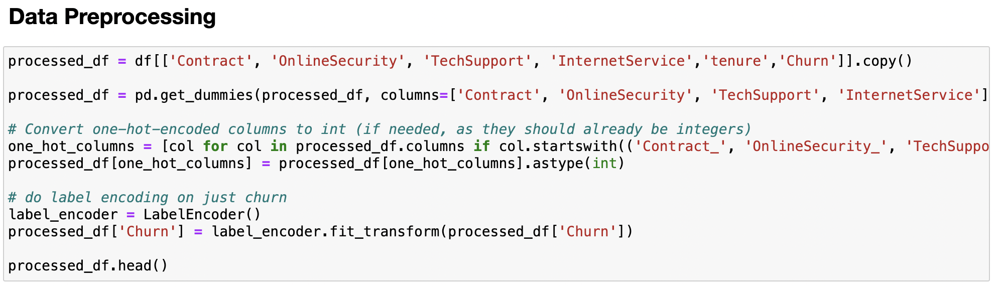 Data Preprocessing
processed_df = df[['Contract', 'OnlineSecurity', 'TechSupport', 'InternetService','tenure','Churn']].copy()
processed_df = pd.get_dummies(processed_df, columns=['Contract', 'OnlineSecurity', 'TechSupport', 'InternetService']
# Convert one-hot-encoded columns to int (if needed, as they should already be integers)
one_hot_columns = [col for col in processed_df.columns if col.startswith(('Contract_', 'OnlineSecurity_', 'TechSuppo
processed_df[one_hot_columns] = processed_df[one_hot_columns].astype(int)
# do label encoding on just churn
label_encoder = LabelEncoder()
processed_df['Churn'] = label_encoder.fit_transform(processed_df['Churn'])
processed_df.head()